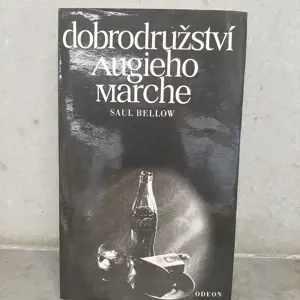 dobrodružství
Augieho
Marche
SAUL BELLOW
ODEON